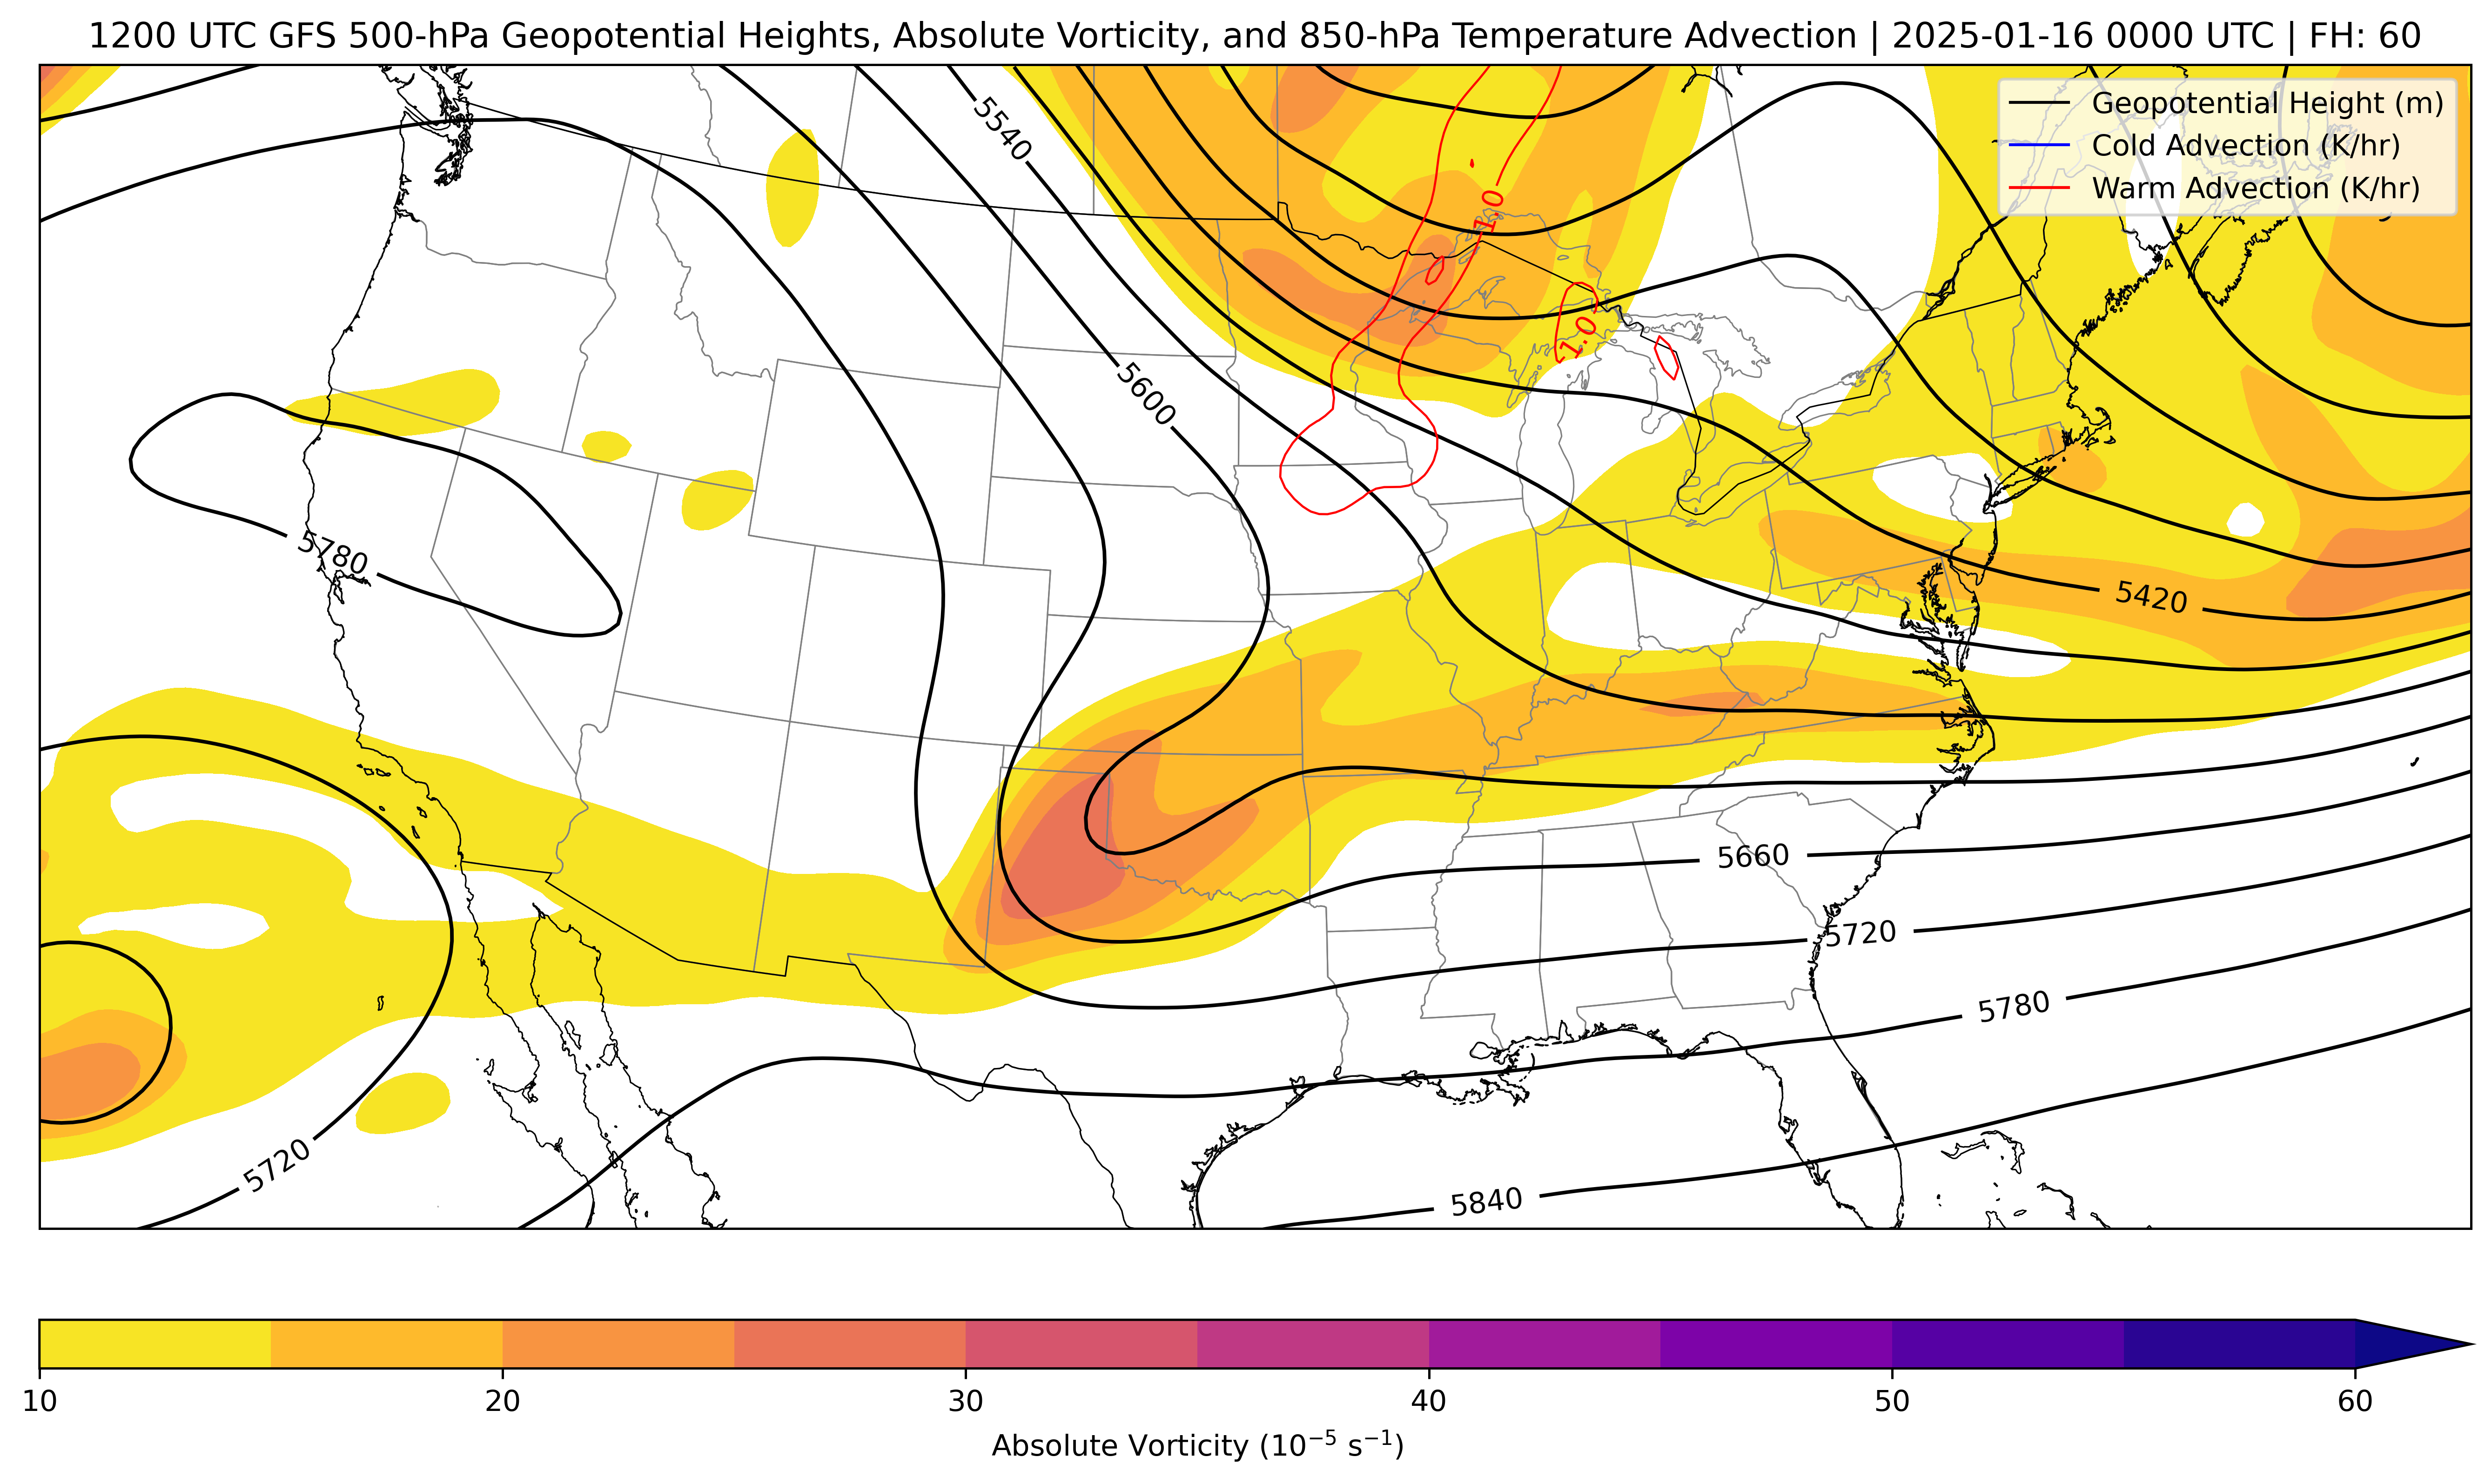 1200 UTC GFS 500-hPa Geopotential Heights, Absolute Vorticity, and 850-hPa Temperature Advection | 2025-01-16 0000 UTC | FH: 60
Geopotential Height (m)
Cold Advection (K/hr)
Warm Advection (K/hr)
5540
1.0
1.0
5600
5780
5420
5660
5720
5780
5720
5840
10 20 30 40 50 60
Absolute Vorticity (10⁻⁵ s⁻¹)